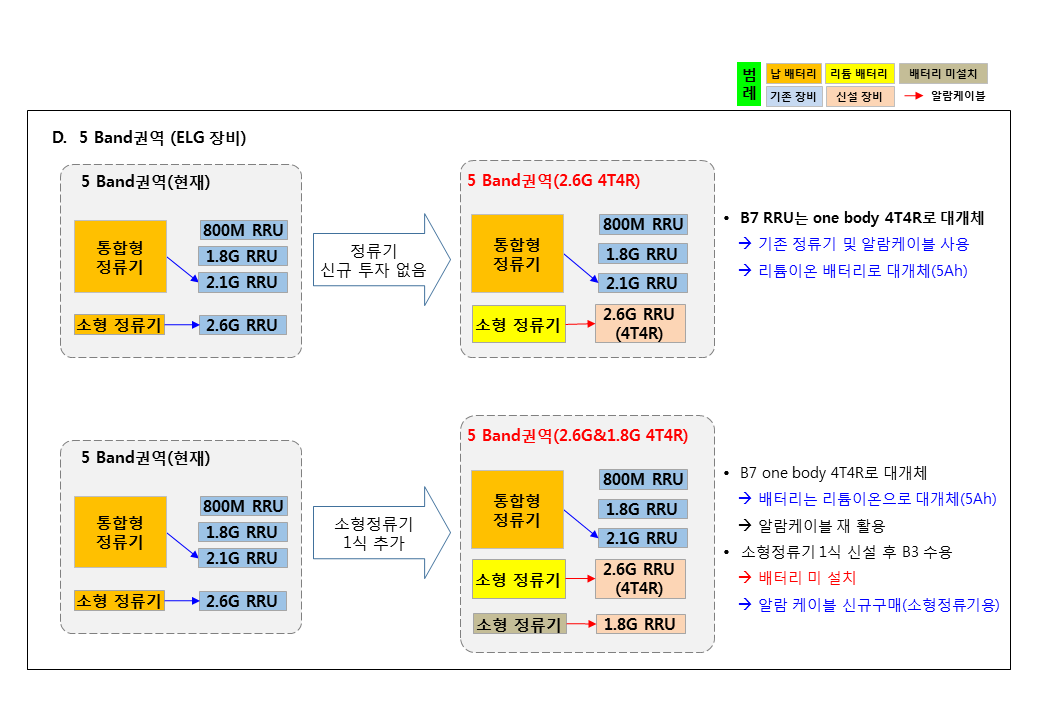 범례
납 배터리
리튬 배터리
배터리 미설치
기존 장비
신설 장비
알람케이블
D. 5 Band권역 (ELG 장비)
5 Band권역(현재)
통합형
정류기
800M RRU
1.8G RRU
2.1G RRU
소형 정류기
2.6G RRU
정류기
신규 투자 없음
5 Band권역(2.6G 4T4R)
통합형
정류기
800M RRU
1.8G RRU
2.1G RRU
소형 정류기
2.6G RRU
(4T4R)
• B7 RRU는 one body 4T4R로 대개체
→ 기존 정류기 및 알람케이블 사용
→ 리튬이온 배터리로 대개체(5Ah)
5 Band권역(현재)
통합형
정류기
800M RRU
1.8G RRU
2.1G RRU
소형 정류기
2.6G RRU
소형정류기
1식 추가
5 Band권역(2.6G&1.8G 4T4R)
통합형
정류기
800M RRU
1.8G RRU
2.1G RRU
소형 정류기
2.6G RRU
(4T4R)
소형 정류기
1.8G RRU
• B7 one body 4T4R로 대개체
→ 배터리는 리튬이온으로 대개체(5Ah)
→ 알람케이블 재 활용
• 소형정류기 1식 신설 후 B3 수용
→ 배터리 미 설치
→ 알람 케이블 신규구매(소형정류기용)